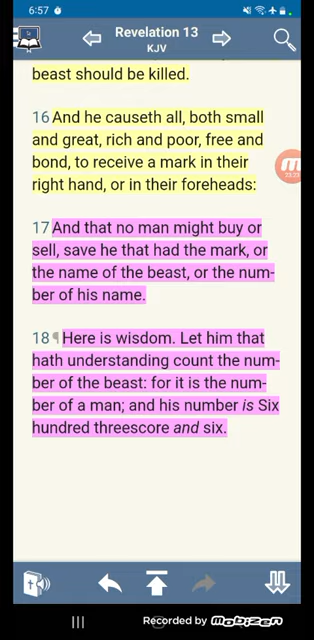 6:57
Revelation 13
KJV
beast should be killed.
16 And he causeth all, both small
and great, rich and poor, free and
bond, to receive a mark in their
right hand, or in their foreheads:
17 And that no man might buy or
sell, save he that had the mark, or
the name of the beast, or the num-
ber of his name.
18 ¶ Here is wisdom. Let him that
hath understanding count the num-
ber of the beast: for it is the num-
ber of a man; and his number is Six
hundred threescore and six.
Recorded by Mobizen